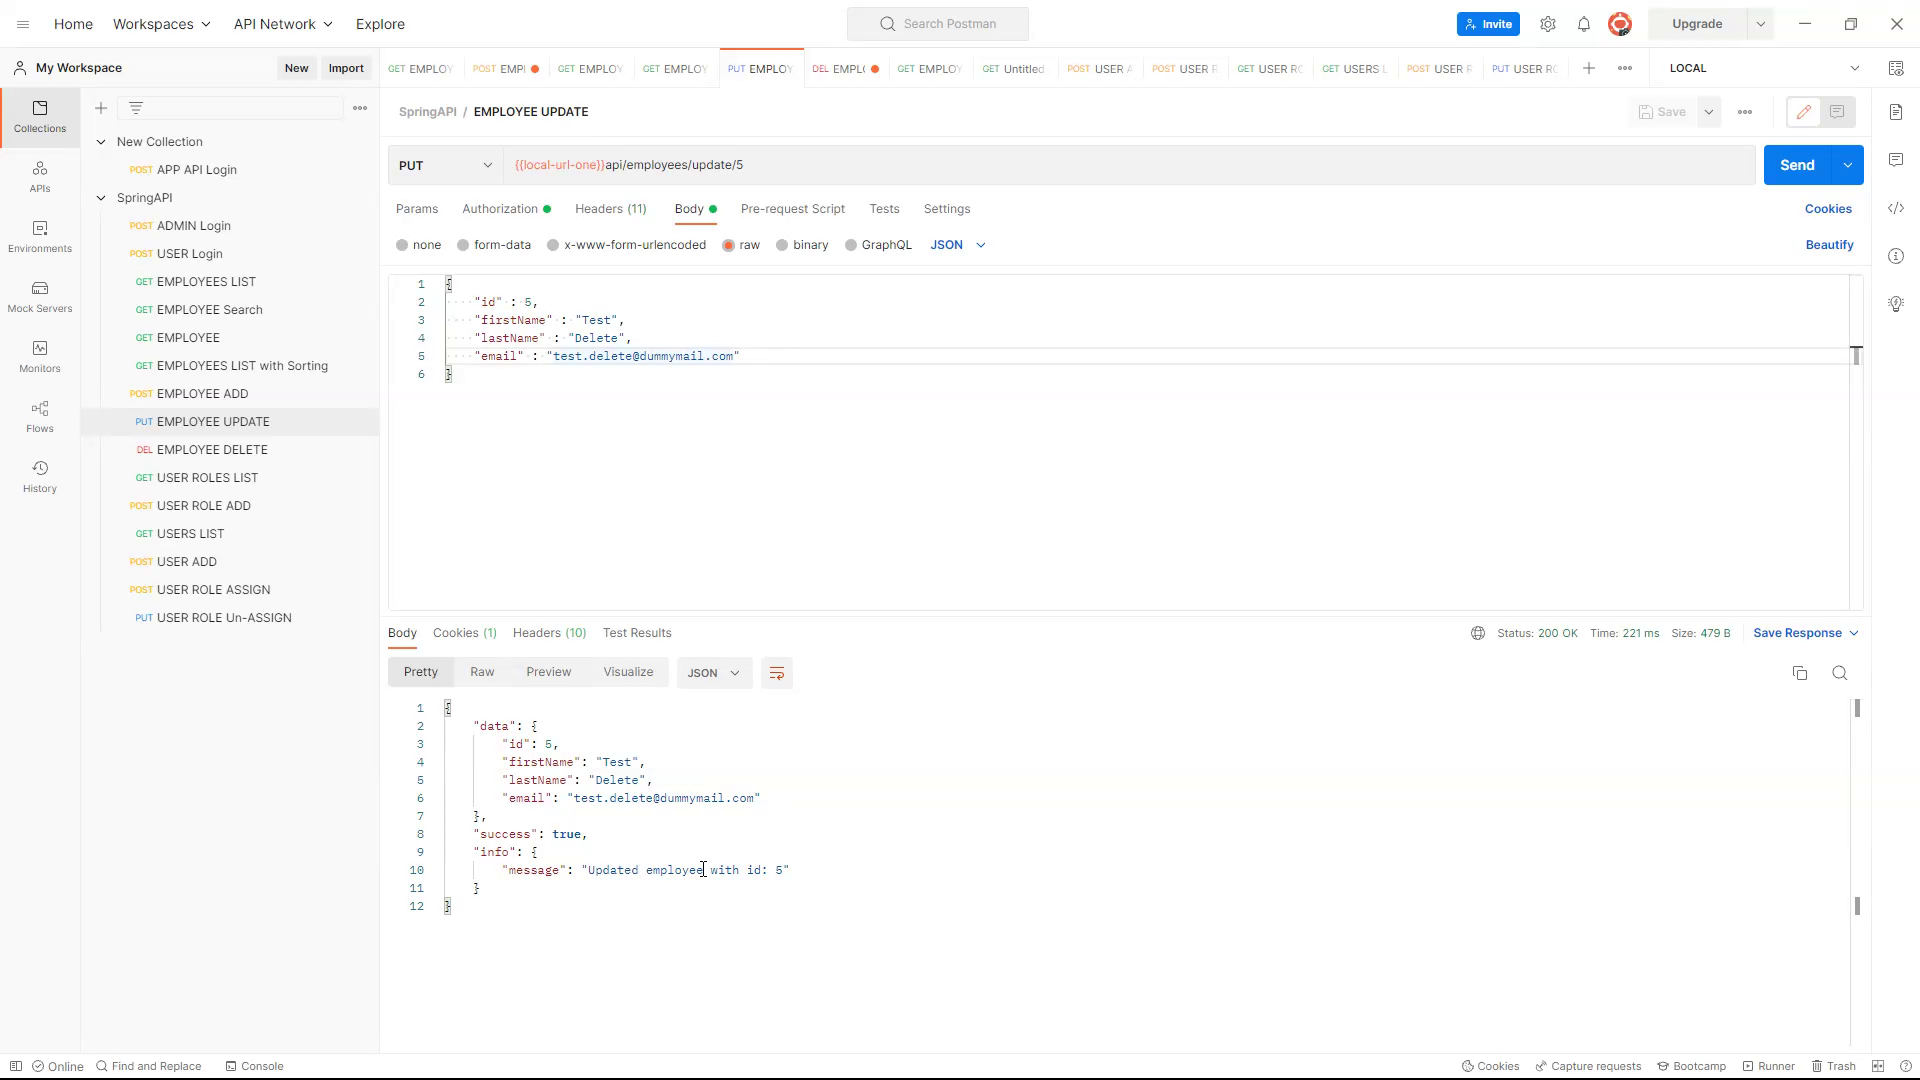 Home Workspaces API Network Explore Search Postman Invite Upgrade
My Workspace New Import GET EMPLOY POST EMPI GET EMPLOY GET EMPLOY PUT EMPLOY DEL EMPL GET EMPLOY GET Untitled POST USER A POST USER F GET USER RO GET USERS L POST USER F PUT USER RO LOCAL
Collections
APIs
Environments
Mock Servers
Monitors
Flows
History
New Collection
POST APP API Login
SpringAPI
POST ADMIN Login
POST USER Login
GET EMPLOYEES LIST
GET EMPLOYEE Search
GET EMPLOYEE
GET EMPLOYEES LIST with Sorting
POST EMPLOYEE ADD
PUT EMPLOYEE UPDATE
DEL EMPLOYEE DELETE
GET USER ROLES LIST
POST USER ROLE ADD
GET USERS LIST
POST USER ADD
POST USER ROLE ASSIGN
PUT USER ROLE Un-ASSIGN
SpringAPI / EMPLOYEE UPDATE Save
PUT {{local-url-one}}api/employees/update/5 Send
Params Authorization Headers (11) Body Pre-request Script Tests Settings Cookies
none form-data x-www-form-urlencoded raw binary GraphQL JSON Beautify
1 {
2 "id" : 5,
3 "firstName" : "Test",
4 "lastName" : "Delete",
5 "email" : "test.delete@dummymail.com"
6 }
Body Cookies (1) Headers (10) Test Results Status: 200 OK Time: 221 ms Size: 479 B Save Response
Pretty Raw Preview Visualize JSON
1 {
2 "data": {
3 "id": 5,
4 "firstName": "Test",
5 "lastName": "Delete",
6 "email": "test.delete@dummymail.com"
7 },
8 "success": true,
9 "info": {
10 "message": "Updated employee with id: 5"
11 }
12 }
Online Find and Replace Console Cookies Capture requests Bootcamp Runner Trash